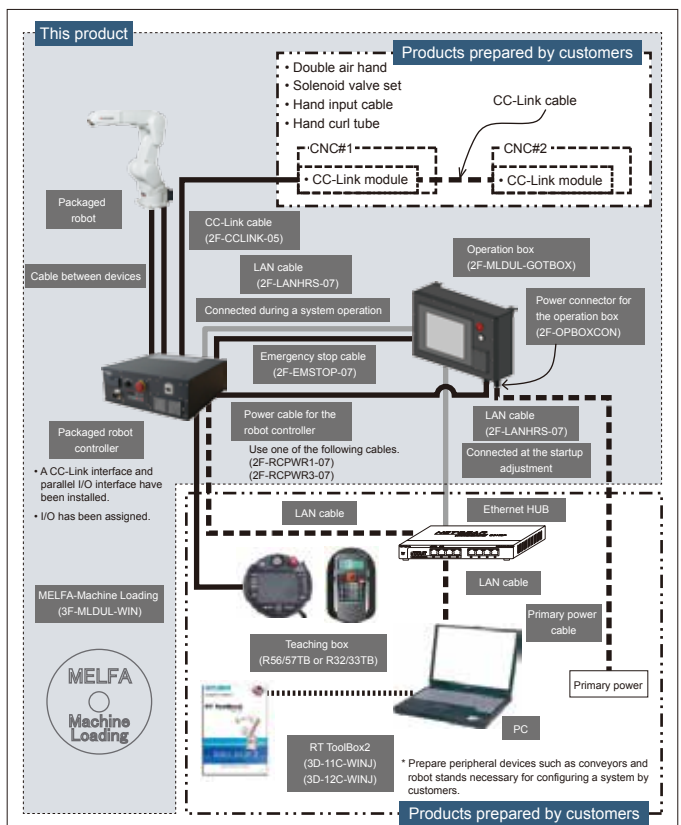 This product
Products prepared by customers
• Double air hand
• Solenoid valve set
• Hand input cable
• Hand curl tube
CC-Link cable
CNC#1
CNC#2
• CC-Link module
• CC-Link module
Packaged
robot
CC-Link cable
(2F-CCLINK-05)
Operation box
(2F-MLDUL-GOTBOX)
LAN cable
(2F-LANHRS-07)
Cable between devices
Connected during a system operation
Power connector for
the operation box
(2F-OPBOXCON)
Emergency stop cable
(2F-EMSTOP-07)
LAN cable
(2F-LANHRS-07)
Connected at the startup
adjustment
Packaged robot
controller
• A CC-Link interface and
parallel I/O interface have
been installed.
• I/O has been assigned.
Power cable for the
robot controller
Use one of the following cables.
(2F-RCPWR1-07)
(2F-RCPWR3-07)
LAN cable
Ethernet HUB
NETGEAR
LAN cable
MELFA-Machine Loading
(3F-MLDUL-WIN)
Primary power
cable
Teaching box
(R56/57TB or R32/33TB)
MELFA
Machine
Loading
Primary power
RT ToolBox2
PC
RT ToolBox2
(3D-11C-WINJ)
(3D-12C-WINJ)
* Prepare peripheral devices such as conveyors and
robot stands necessary for configuring a system by
customers.
Products prepared by customers